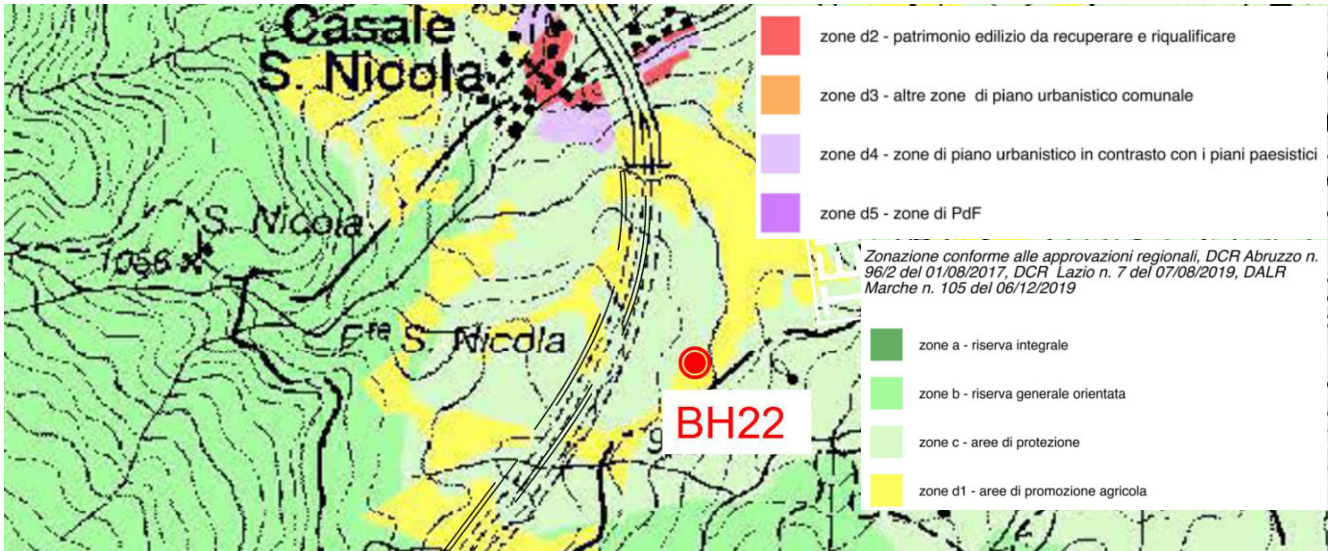 Casale
S. Nicola
S. Nicola
1056
F.re S. Nicola
BH22
9
zone d2 - patrimonio edilizio da recuperare e riqualificare
zone d3 - altre zone di piano urbanistico comunale
zone d4 - zone di piano urbanistico in contrasto con i piani paesistici
zone d5 - zone di PdF
Zonazione conforme alle approvazioni regionali, DCR Abruzzo n.
96/2 del 01/08/2017, DCR Lazio n. 7 del 07/08/2019, DALR
Marche n. 105 del 06/12/2019
zone a - riserva integrale
zone b - riserva generale orientata
zone c - aree di protezione
zone d1 - aree di promozione agricola